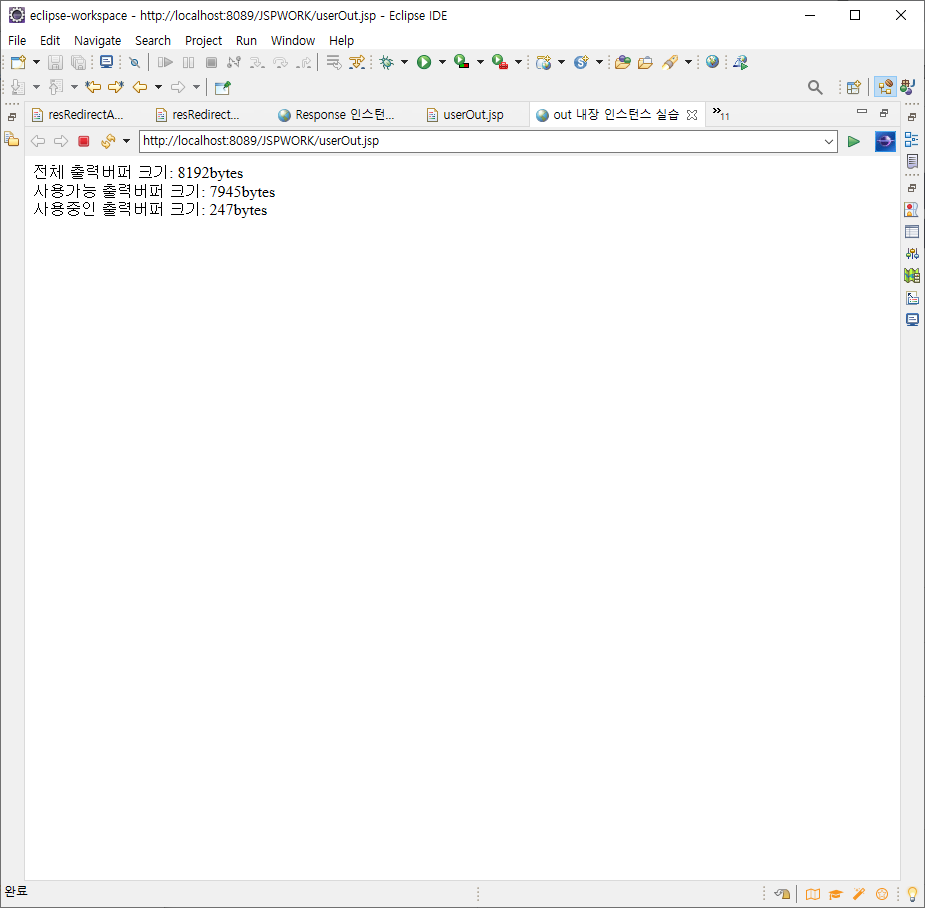 eclipse-workspace - http://localhost:8089/JSPWORK/userOut.jsp - Eclipse IDE
File Edit Navigate Search Project Run Window Help
resRedirectA... resRedirect... Response 인스턴... userOut.jsp out 내장 인스턴스 실습 »11
http://localhost:8089/JSPWORK/userOut.jsp
전체 출력버퍼 크기: 8192bytes
사용가능 출력버퍼 크기: 7945bytes
사용중인 출력버퍼 크기: 247bytes
완료